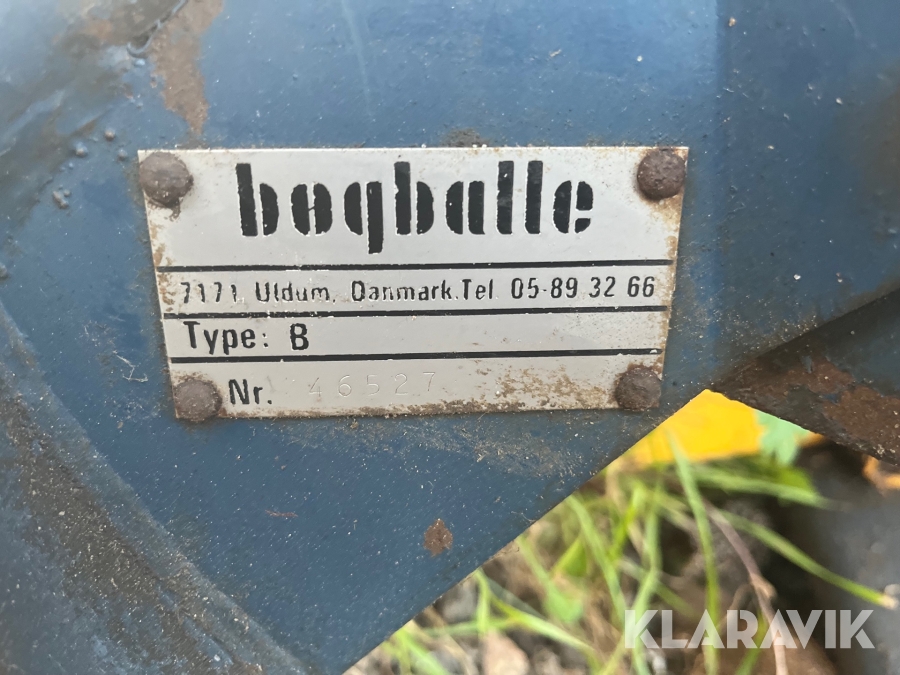 bogballe
7171, Uldum, Danmark. Tel. 05-89 32 66
Type: B
Nr. 46527
KLARAVIK